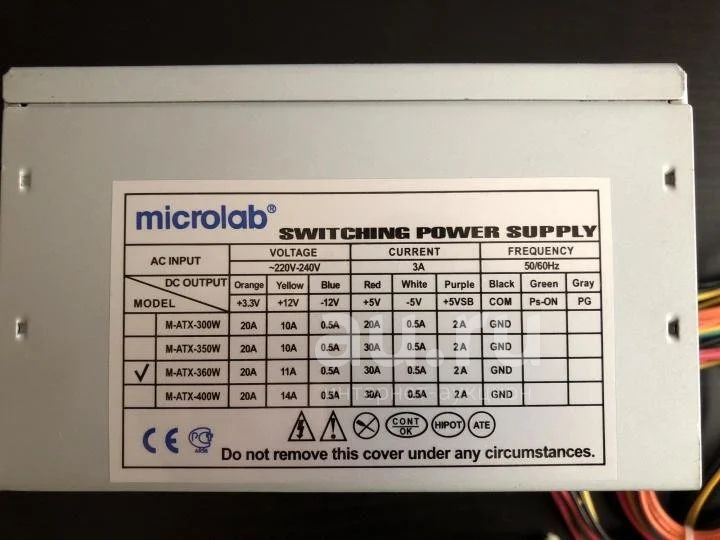 microlab®
SWITCHING POWER SUPPLY
AC INPUT VOLTAGE CURRENT FREQUENCY
~220V-240V 3A 50/60Hz
DC OUTPUT Orange Yellow Blue Red White Purple Black Green Gray
MODEL +3.3V +12V -12V +5V -5V +5VSB COM Ps-ON PG
M-ATX-300W 20A 10A 0.5A 20A 0.5A 2A GND
M-ATX-350W 20A 10A 0.5A 30A 0.5A 2A GND
✓ M-ATX-360W 20A 11A 0.5A 30A 0.5A 2A GND
M-ATX-400W 20A 14A 0.5A 30A 0.5A 2A GND
au.ru
CE CONT OK HIPOT ATE
Do not remove this cover under any circumstances.